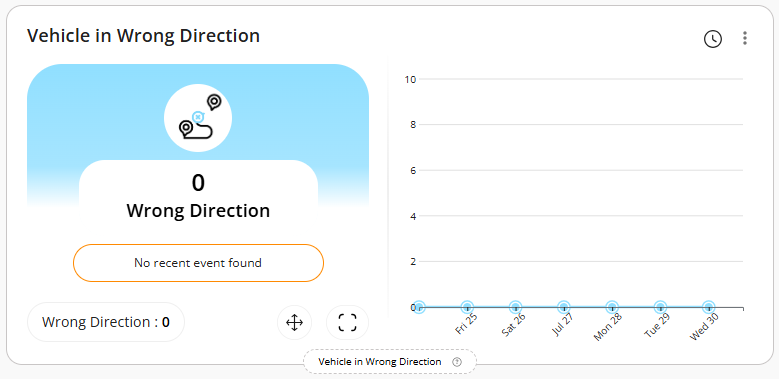 Vehicle in Wrong Direction
0
Wrong Direction
No recent event found
Wrong Direction : 0
10
8
6
4
2
0
Fri 25
Sat 26
Jul 27
Mon 28
Tue 29
Wed 30
Vehicle in Wrong Direction ?